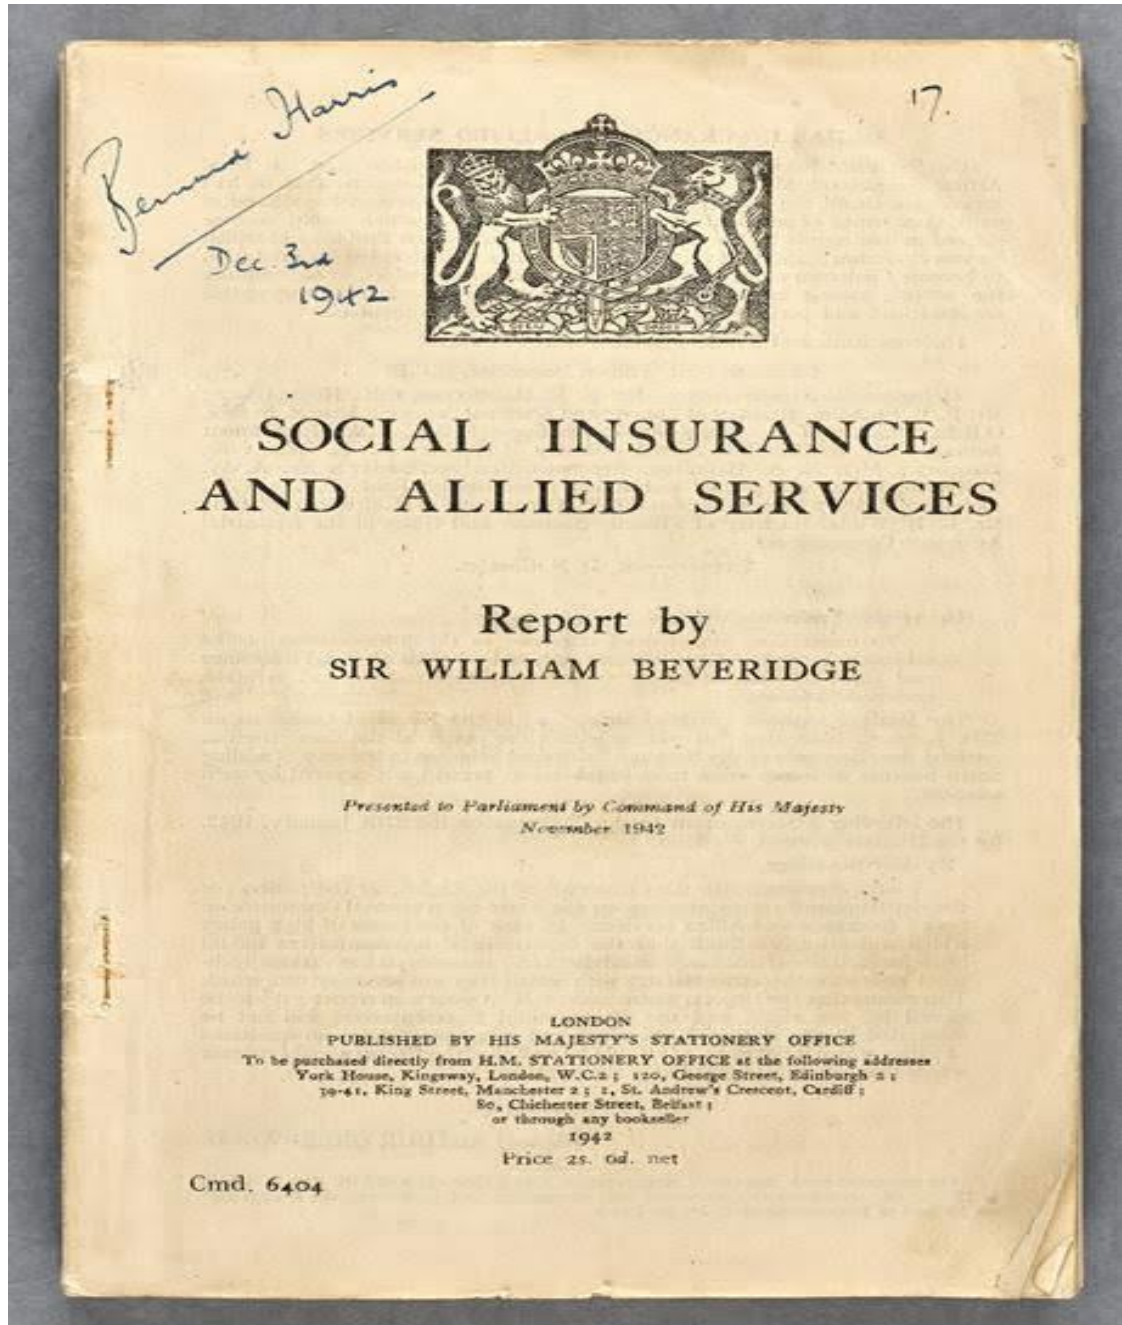 Bernard Harris
Dec. 3rd
1942
17.
SOCIAL INSURANCE
AND ALLIED SERVICES
Report by
SIR WILLIAM BEVERIDGE
Presented to Parliament by Command of His Majesty
November 1942
LONDON
PUBLISHED BY HIS MAJESTY'S STATIONERY OFFICE
To be purchased directly from H.M. STATIONERY OFFICE at the following addresses
York House, Kingsway, London, W.C.2 ; 120, George Street, Edinburgh 2 ;
39-41, King Street, Manchester 2 ; 1, St. Andrew's Crescent, Cardiff ;
80, Chichester Street, Belfast ;
or through any bookseller
1942
Price 2s. 0d. net
Cmd. 6404